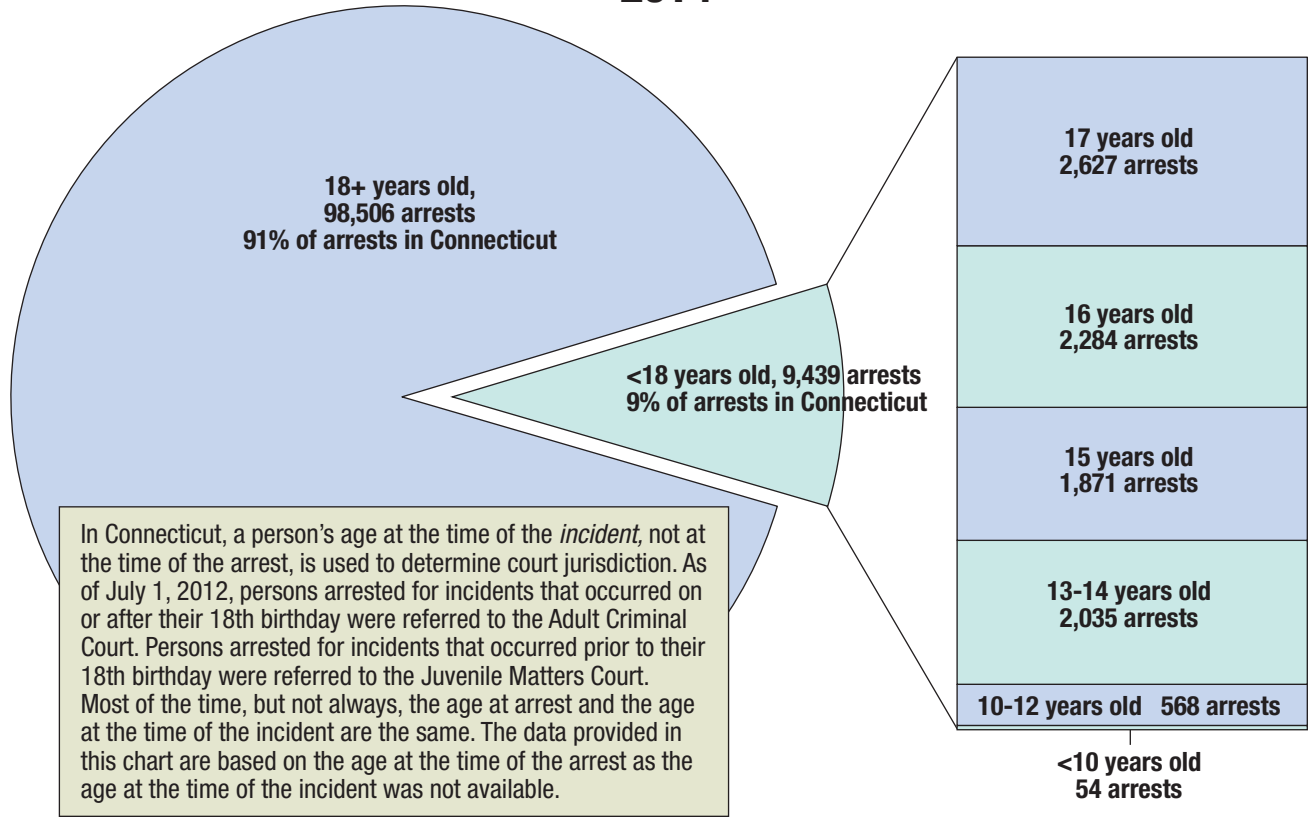 18+ years old,
98,506 arrests
91% of arrests in Connecticut
<18 years old, 9,439 arrests
9% of arrests in Connecticut
17 years old
2,627 arrests
16 years old
2,284 arrests
15 years old
1,871 arrests
13-14 years old
2,035 arrests
10-12 years old 568 arrests
<10 years old
54 arrests
In Connecticut, a person’s age at the time of the incident, not at
the time of the arrest, is used to determine court jurisdiction. As
of July 1, 2012, persons arrested for incidents that occurred on
or after their 18th birthday were referred to the Adult Criminal
Court. Persons arrested for incidents that occurred prior to their
18th birthday were referred to the Juvenile Matters Court.
Most of the time, but not always, the age at arrest and the age
at the time of the incident are the same. The data provided in
this chart are based on the age at the time of the arrest as the
age at the time of the incident was not available.